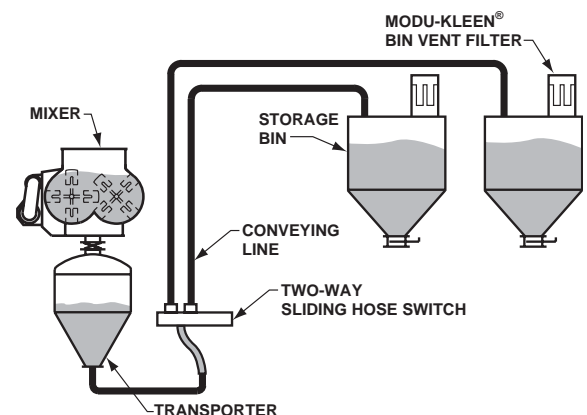 MODU-KLEEN®
BIN VENT FILTER
STORAGE
BIN
MIXER
CONVEYING
LINE
TWO-WAY
SLIDING HOSE SWITCH
TRANSPORTER